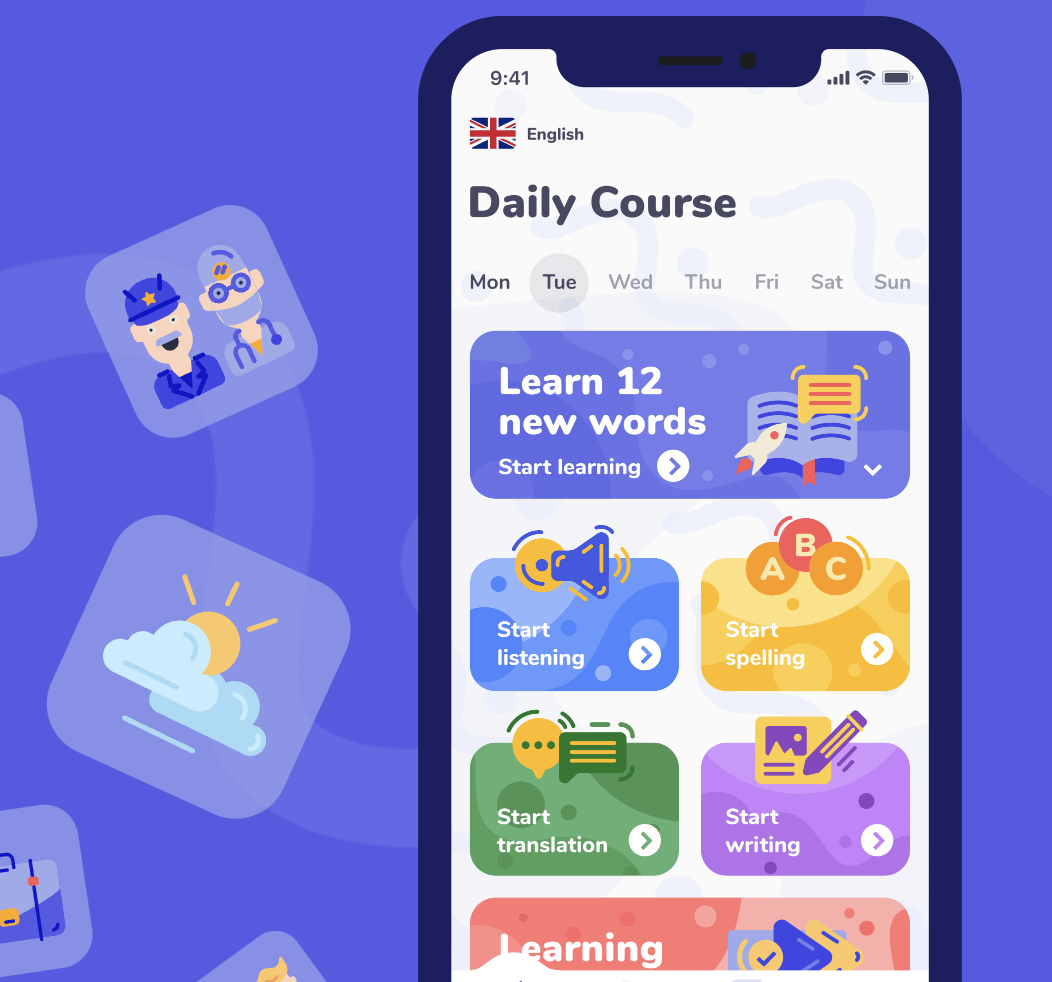 9:41
English
Daily Course
Mon Tue Wed Thu Fri Sat Sun
Learn 12
new words
Start learning
A B C
Start
listening
Start
spelling
Start
translation
Start
writing
Learning